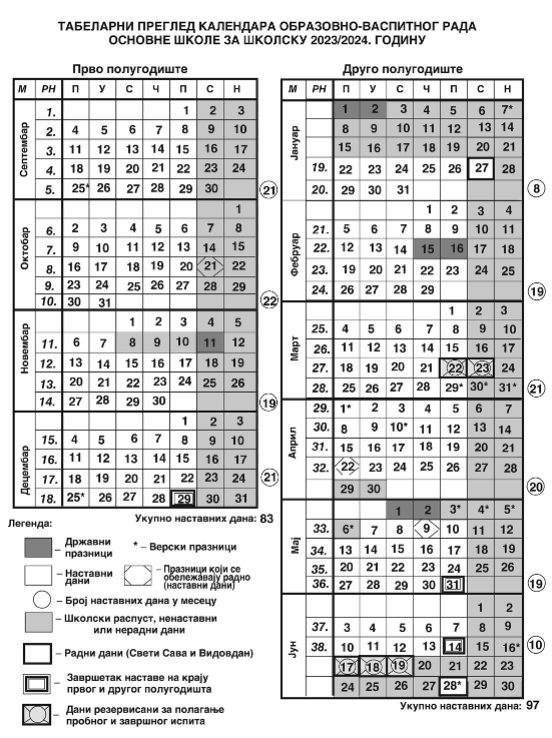 ТАБЕЛАРНИ ПРЕГЛЕД КАЛЕНДАРА ОБРАЗОВНО-ВАСПИТНОГ РАДА
ОСНОВНЕ ШКОЛЕ ЗА ШКОЛСКУ 2023/2024. ГОДИНУ
Прво полугодиште
М РН П У С Ч П С Н
Септембар
1. 1 2 3
2. 4 5 6 7 8 9 10
3. 11 12 13 14 15 16 17
4. 18 19 20 21 22 23 24
5. 25* 26 27 28 29 30 21
Октобар
1
6. 2 3 4 5 6 7 8
7. 9 10 11 12 13 14 15
8. 16 17 18 19 20 21 22
9. 23 24 25 26 27 28 29
10. 30 31 22
Новембар
1 2 3 4 5
11. 6 7 8 9 10 11 12
12. 13 14 15 16 17 18 19
13. 20 21 22 23 24 25 26
14. 27 28 29 30 19
Децембар
1 2 3
15. 4 5 6 7 8 9 10
16. 11 12 13 14 15 16 17
17. 18 19 20 21 22 23 24 21
18. 25* 26 27 28 29 30 31
Укупно наставних дана: 83
Легенда:
– Државни празници
* – Верски празници
– Наставни дани
– Празници који се обележавају радно (наставни дани)
– Број наставних дана у месецу
– Школски распуст, ненаставни или нерадни дани
– Радни дани (Свети Сава и Видовдан)
– Завршетак наставе на крају првог и другог полугодишта
– Дани резервисани за полагање пробног и завршног испита
Друго полугодиште
М РН П У С Ч П С Н
Јануар
1 2 3 4 5 6 7*
8 9 10 11 12 13 14
15 16 17 18 19 20 21
19. 22 23 24 25 26 27 28
20. 29 30 31 8
Фебруар
1 2 3 4
21. 5 6 7 8 9 10 11
22. 12 13 14 15 16 17 18
23. 19 20 21 22 23 24 25
24. 26 27 28 29 19
Март
1 2 3
25. 4 5 6 7 8 9 10
26. 11 12 13 14 15 16 17
27. 18 19 20 21 22 23 24
28. 25 26 27 28 29* 30* 31* 21
Април
29. 1* 2 3 4 5 6 7
30. 8 9 10* 11 12 13 14
31. 15 16 17 18 19 20 21
32. 22 23 24 25 26 27 28
29 30 20
Мај
1 2 3* 4* 5*
33. 6* 7 8 9 10 11 12
34. 13 14 15 16 17 18 19
35. 20 21 22 23 24 25 26
36. 27 28 29 30 31 19
Јун
1 2
37. 3 4 5 6 7 8 9
38. 10 11 12 13 14 15 16* 10
17 18 19 20 21 22 23
24 25 26 27 28* 29 30
Укупно наставних дана: 97